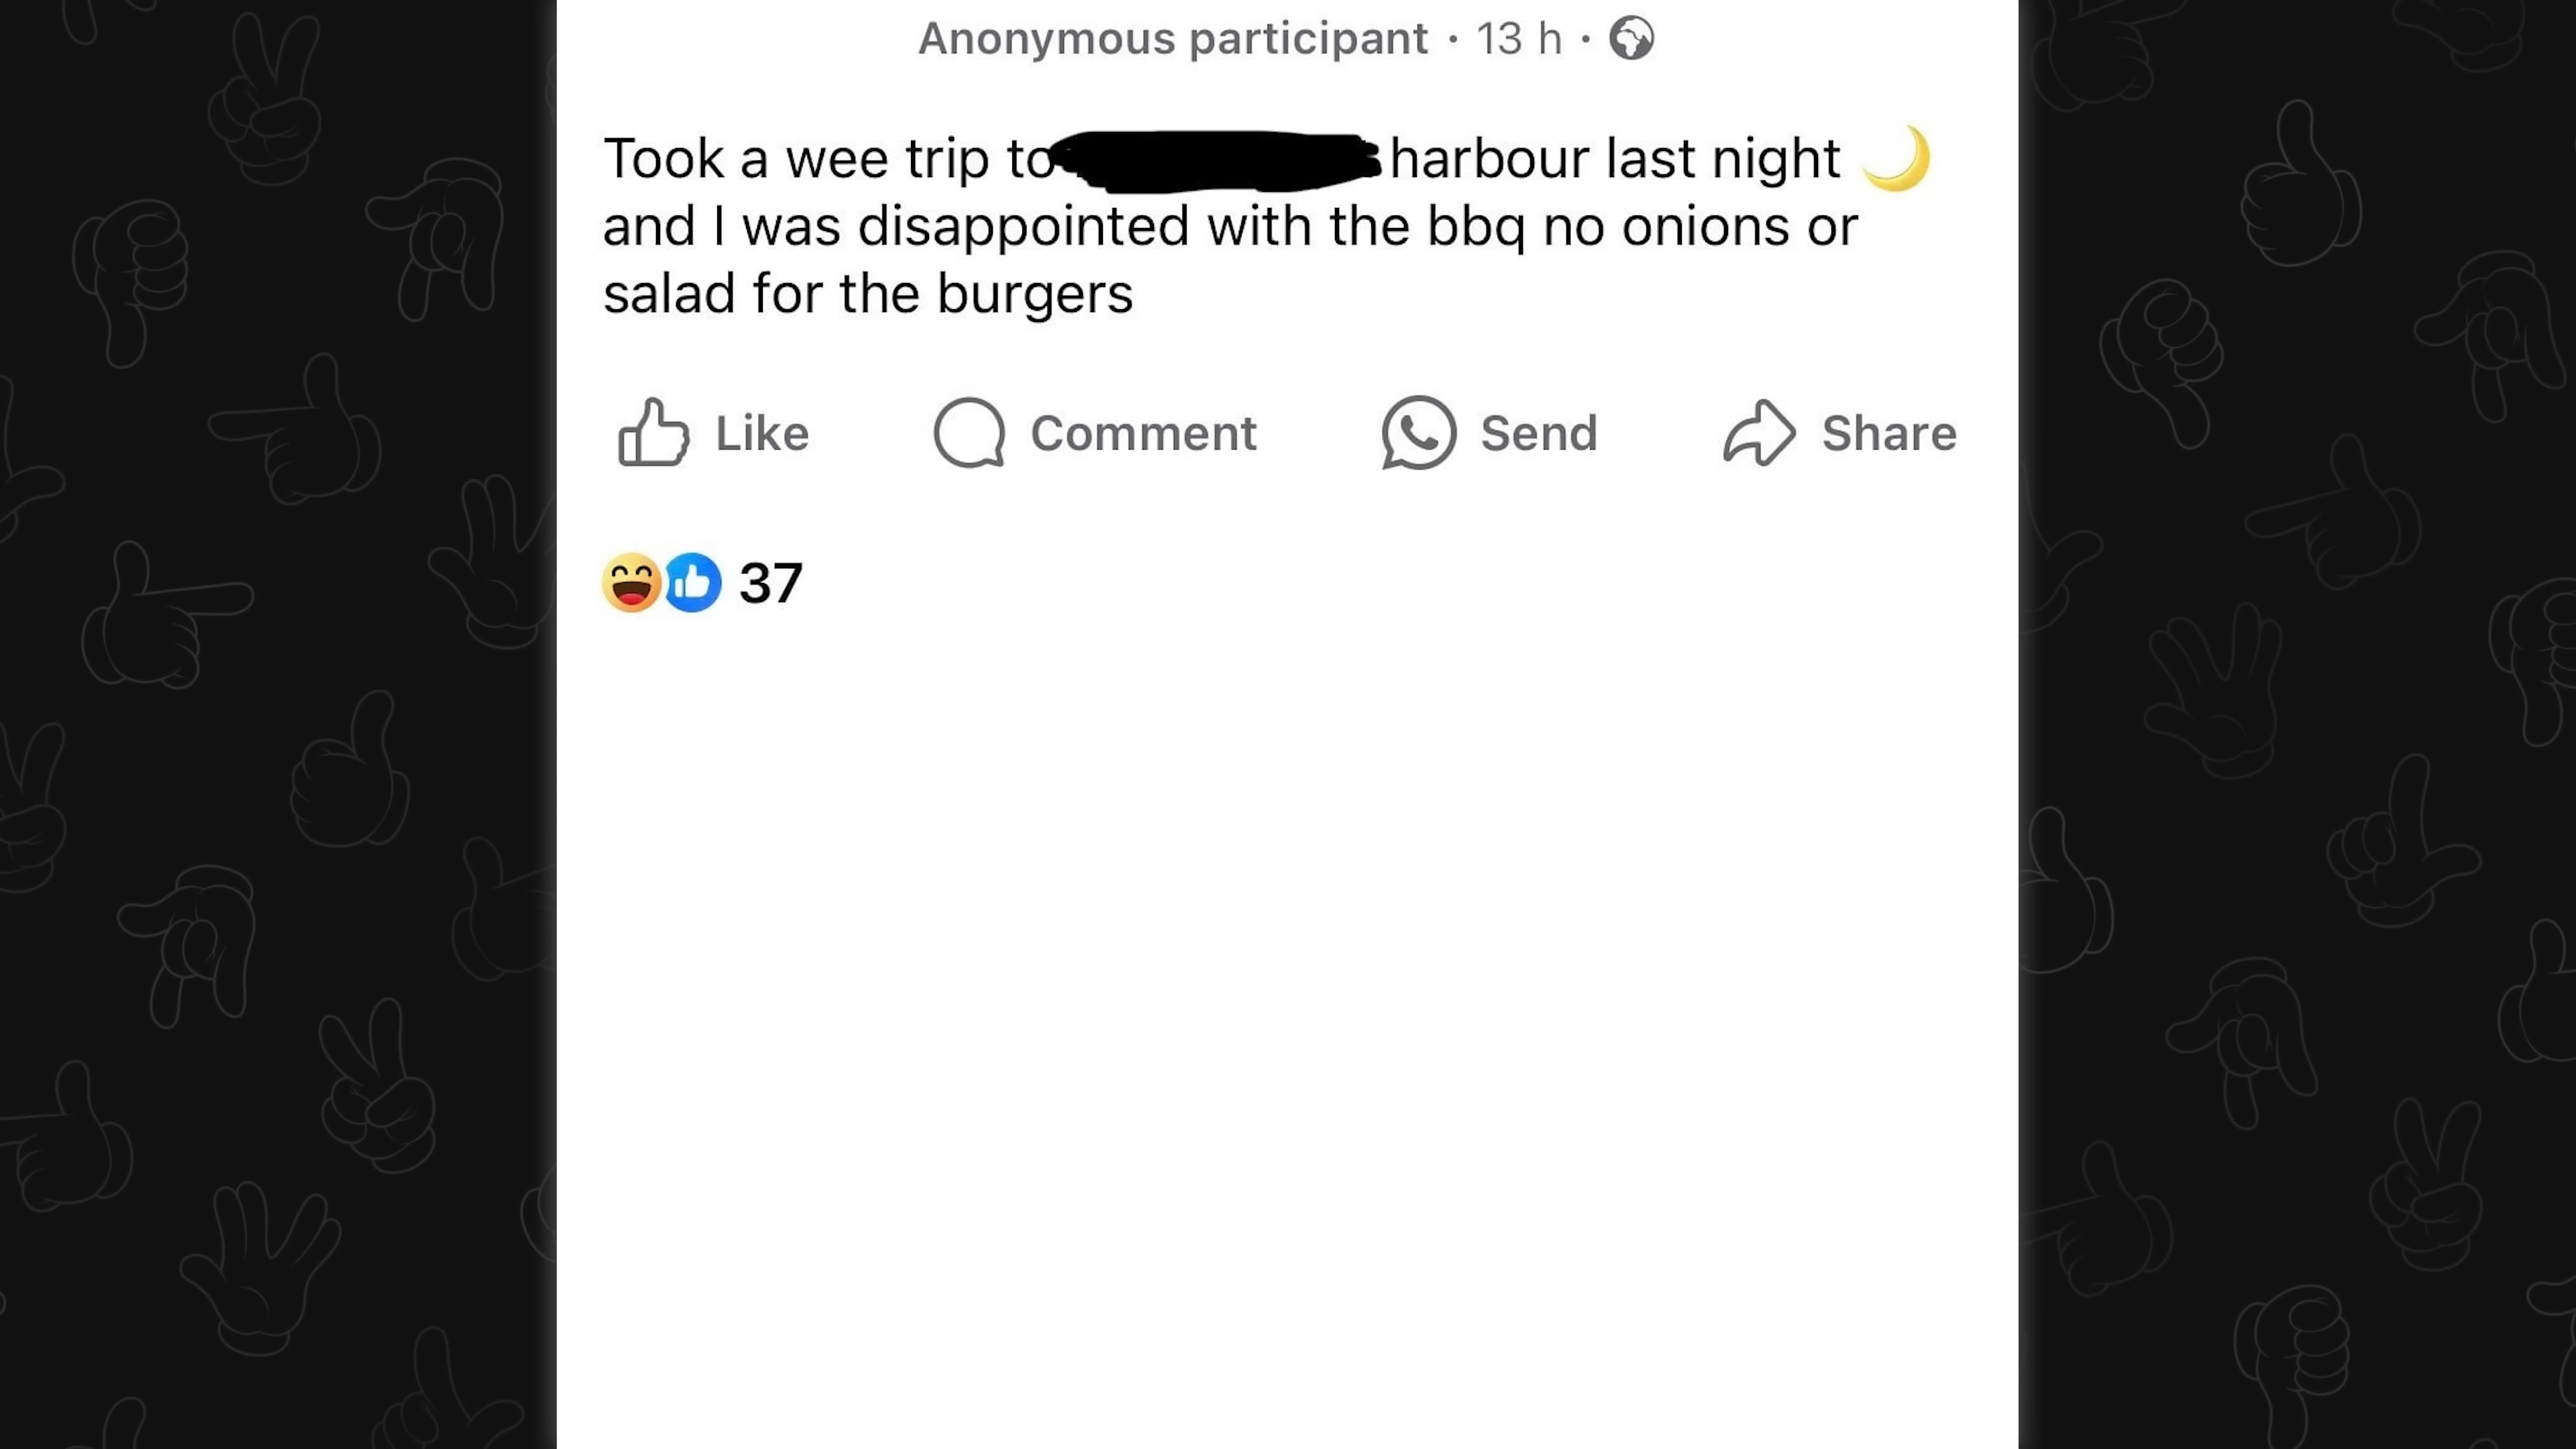 Anonymous participant · 13 h ·
Took a wee trip to harbour last night 🌙
and I was disappointed with the bbq no onions or
salad for the burgers
Like Comment Send Share
37